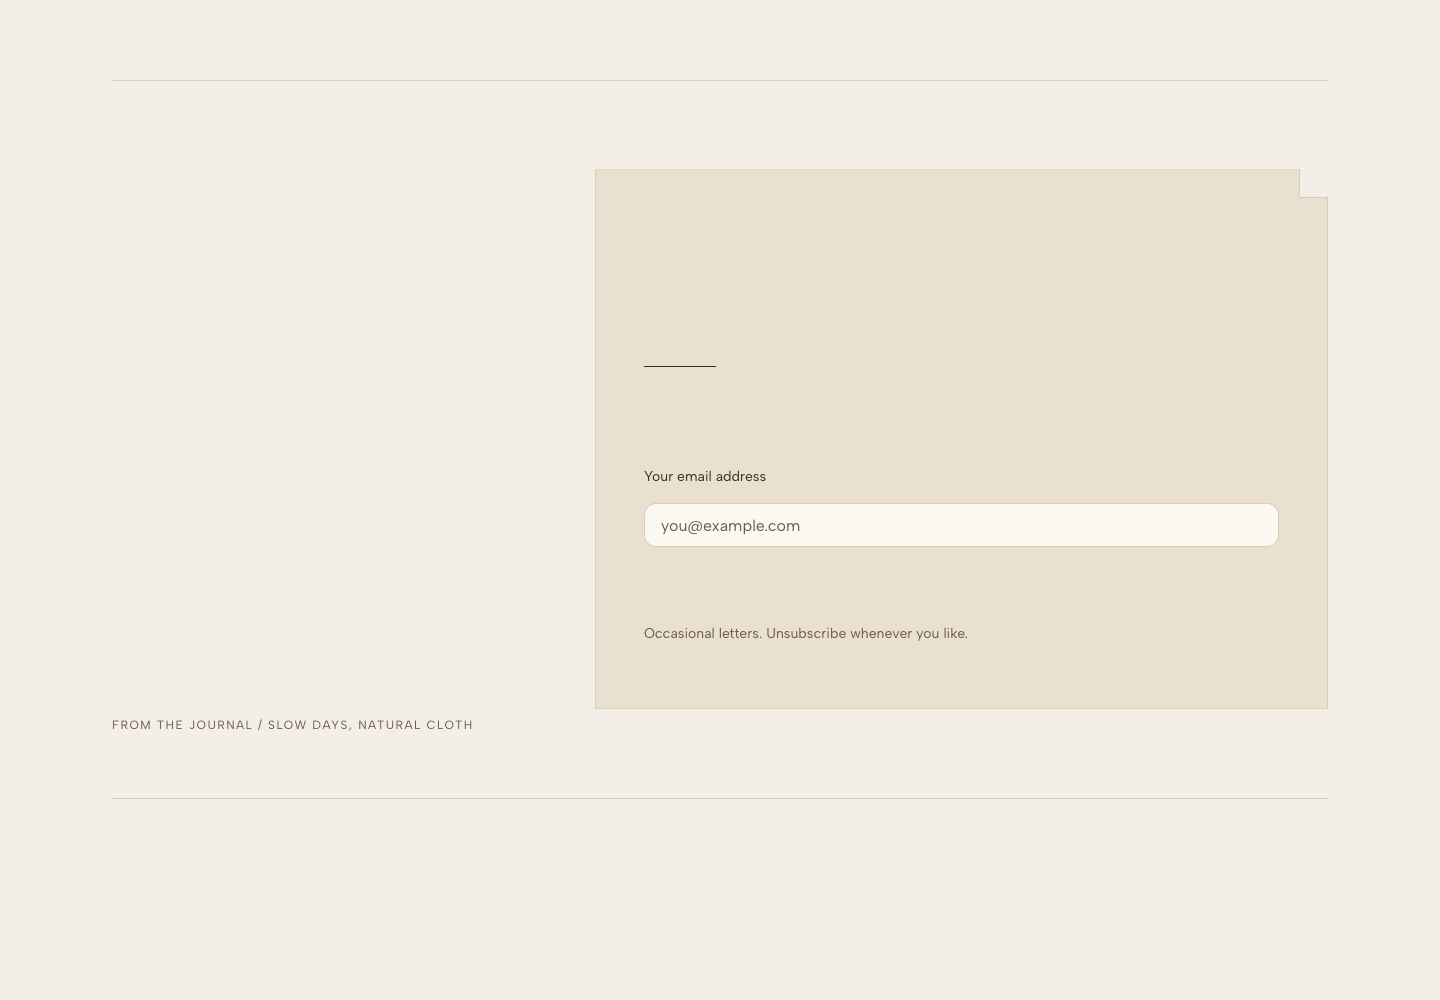 Your email address
you@example.com
Occasional letters. Unsubscribe whenever you like.
FROM THE JOURNAL / SLOW DAYS, NATURAL CLOTH